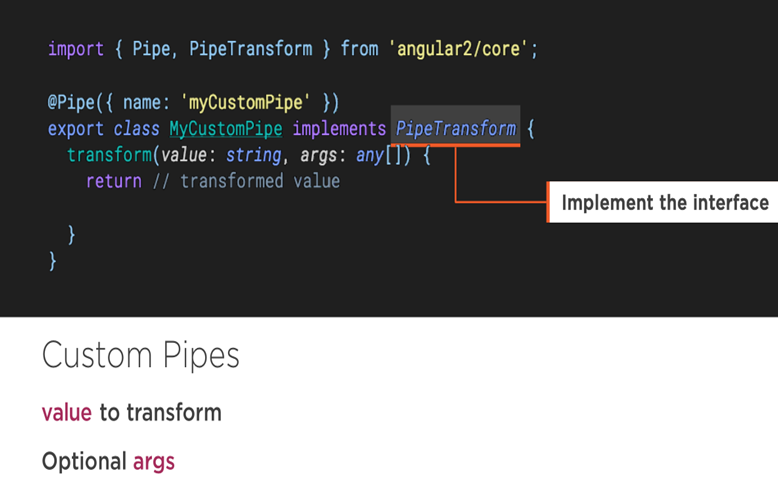 import { Pipe, PipeTransform } from 'angular2/core';
@Pipe({ name: 'myCustomPipe' })
export class MyCustomPipe implements PipeTransform {
transform(value: string, args: any[]) {
return // transformed value
Implement the interface
}
}
Custom Pipes
value to transform
Optional args